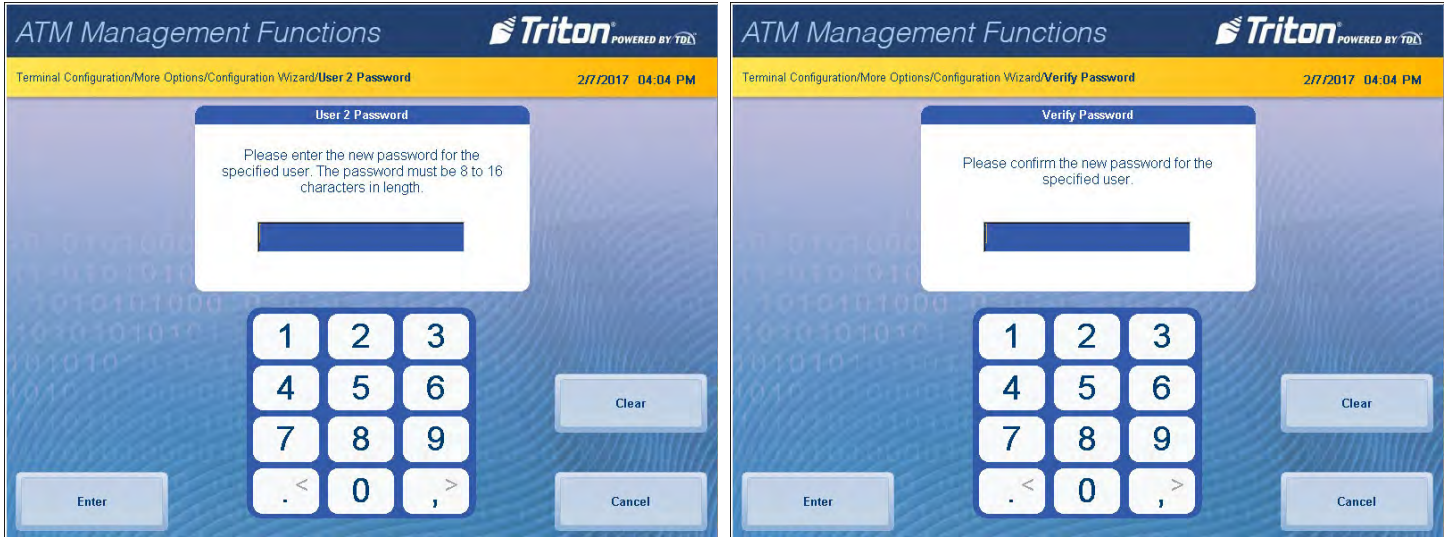 ATM Management Functions
Triton POWERED BY TDL
Terminal Configuration/More Options/Configuration Wizard/User 2 Password 2/7/2017 04:04 PM
User 2 Password
Please enter the new password for the
specified user. The password must be 8 to 16
characters in length.
1 2 3
4 5 6
7 8 9
. < 0 , >
Clear
Enter
Cancel
ATM Management Functions
Triton POWERED BY TDL
Terminal Configuration/More Options/Configuration Wizard/Verify Password 2/7/2017 04:04 PM
Verify Password
Please confirm the new password for the
specified user.
1 2 3
4 5 6
7 8 9
. < 0 , >
Clear
Enter
Cancel